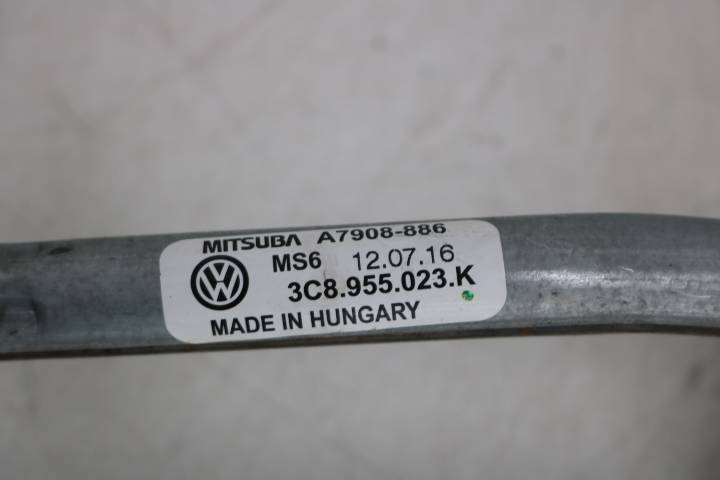 MITSUBA A7908-886
MS6 12.07.16
3C8.955.023.K
MADE IN HUNGARY